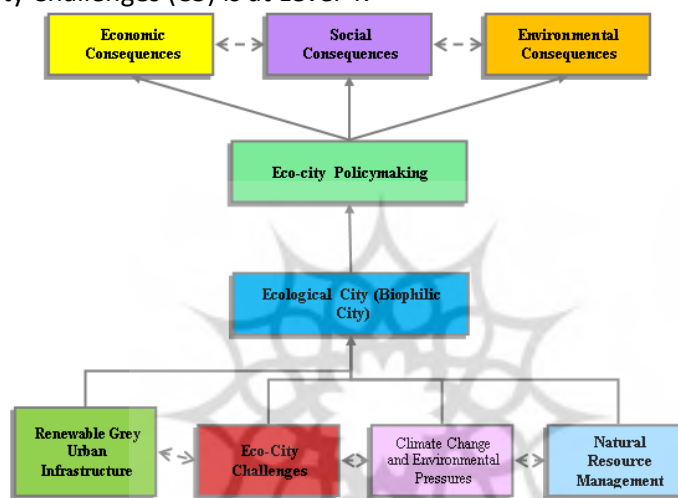 Economic
Consequences
Social
Consequences
Environmental
Consequences
Eco-city Policymaking
Ecological City (Biophilic
City)
Renewable Grey
Urban
Infrastructure
Eco-City
Challenges
Climate Change
and Environmental
Pressures
Natural
Resource
Management